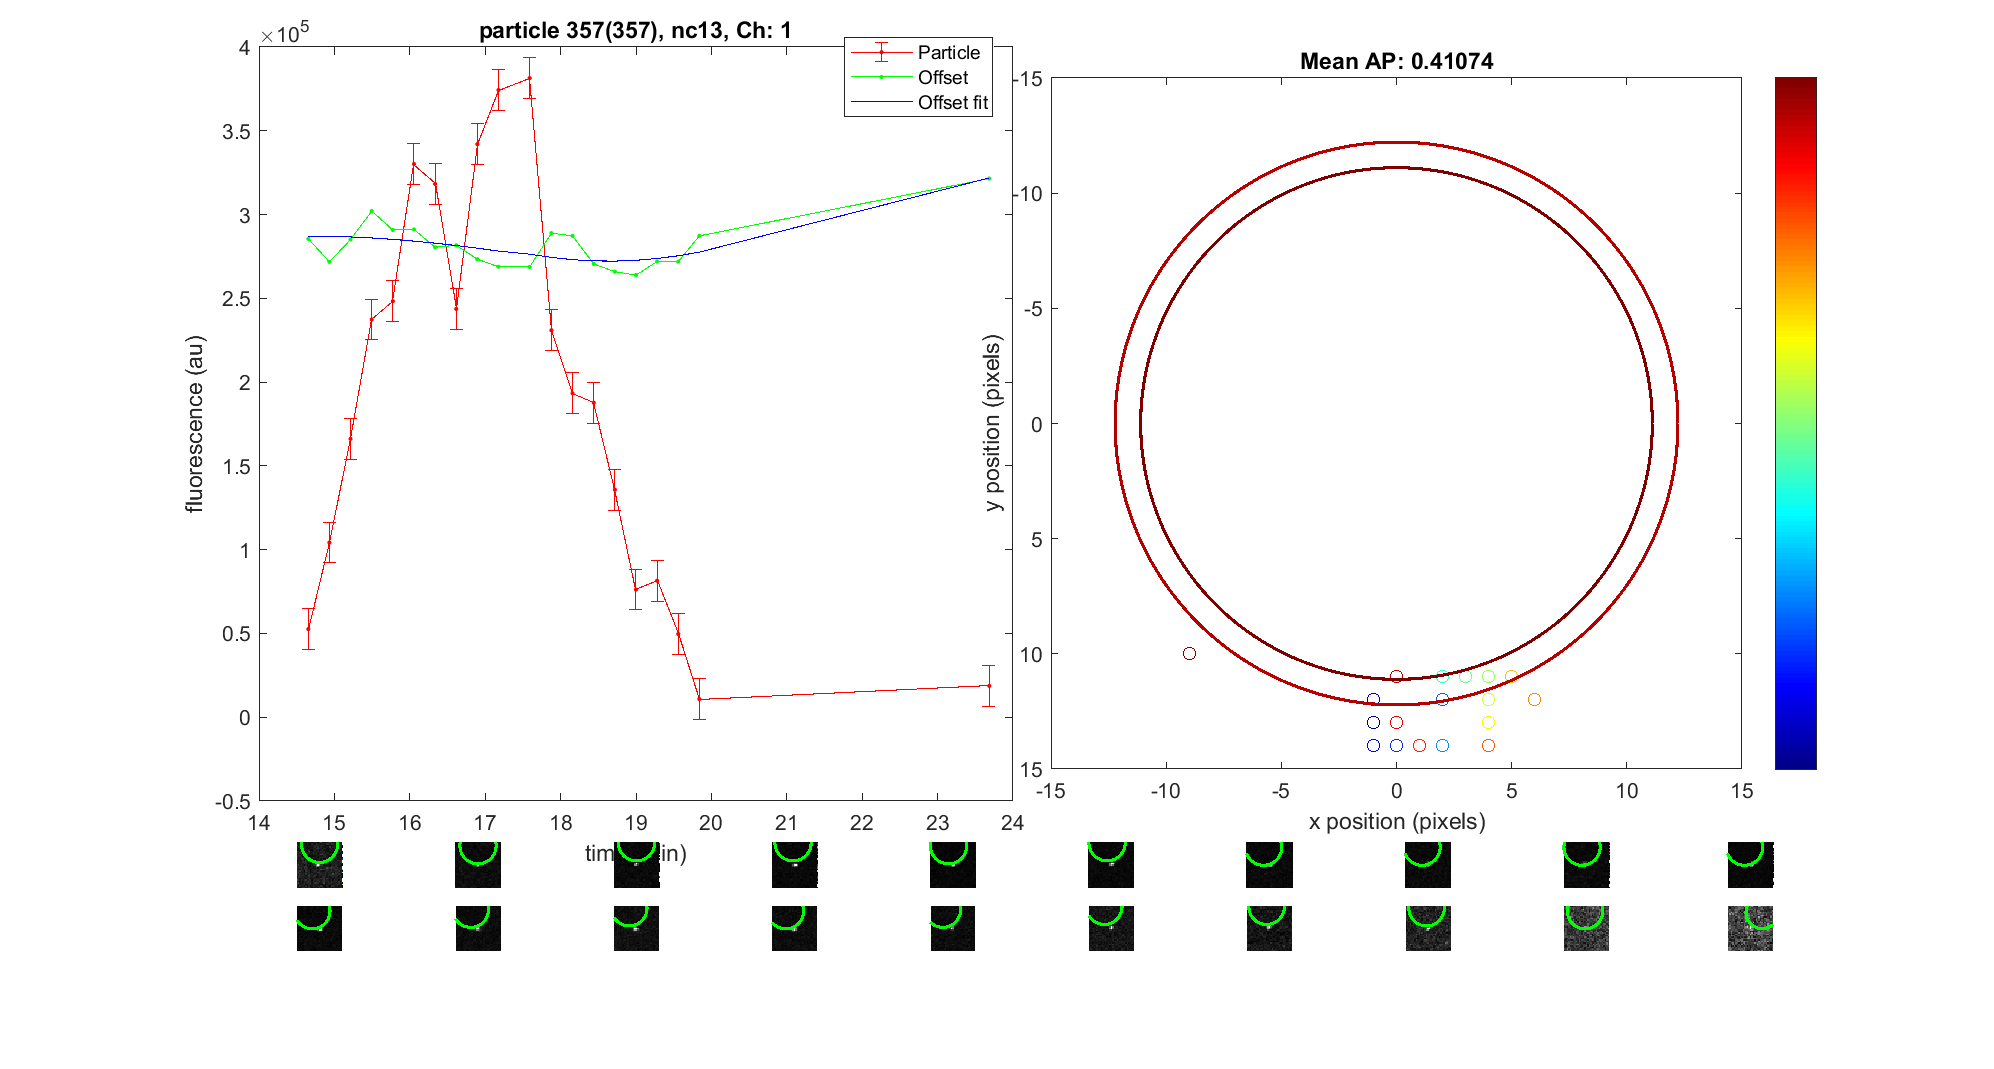 particle 357(357), nc13, Ch: 1
×10^5
4
3.5
3
2.5
2
1.5
1
0.5
0
-0.5
fluorescence (au)
14 15 16 17 18 19 20 21 22 23 24
tim in)
Particle
Offset
Offset fit
Mean AP: 0.41074
-15
-10
-5
0
5
10
15
y position (pixels)
-15 -10 -5 0 5 10 15
x position (pixels)